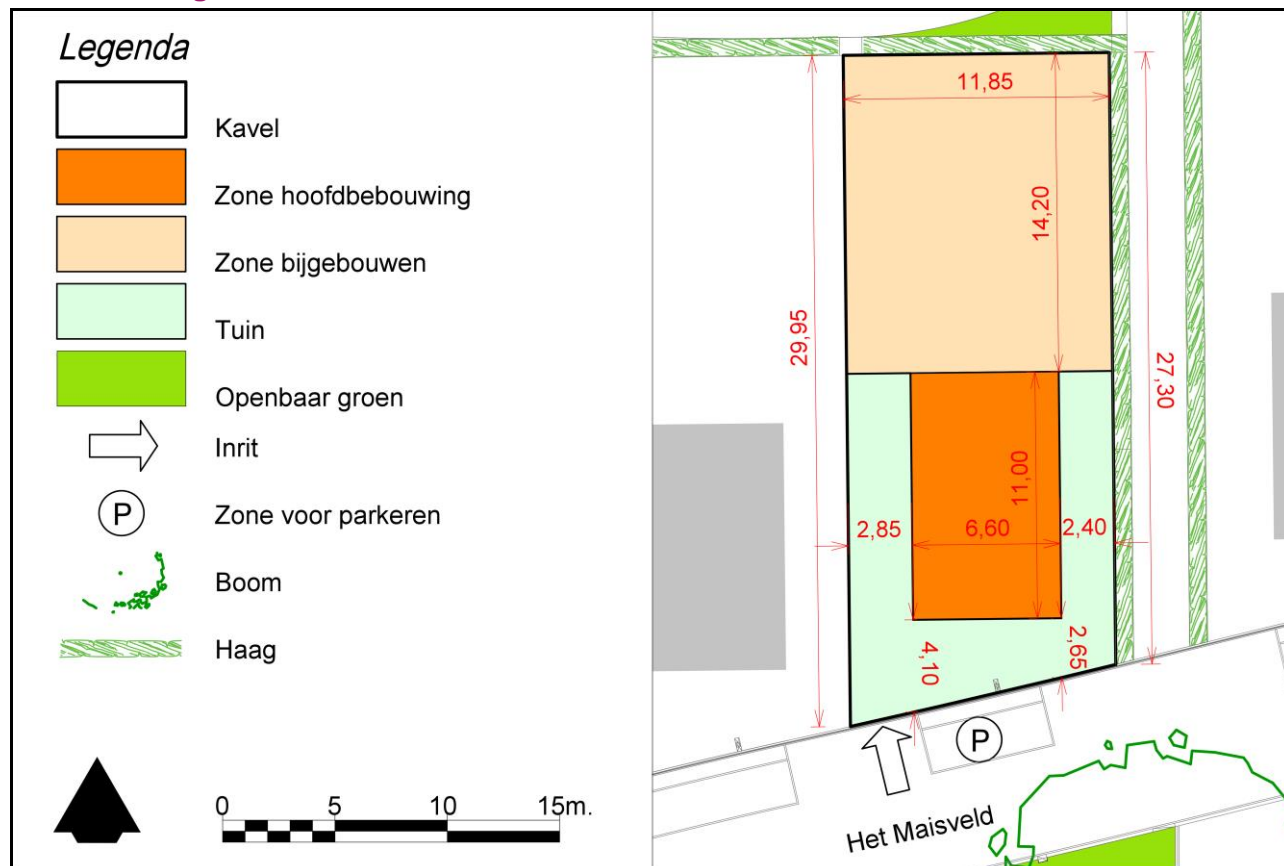 Legenda
Kavel
Zone hoofdbebouwing
Zone bijgebouwen
Tuin
Openbaar groen
Inrit
P
Zone voor parkeren
Boom
Haag
0 5 10 15m.
11,85
14,20
29,95
27,30
11,00
2,85
6,60
2,40
4,10
2,65
P
Het Maisveld